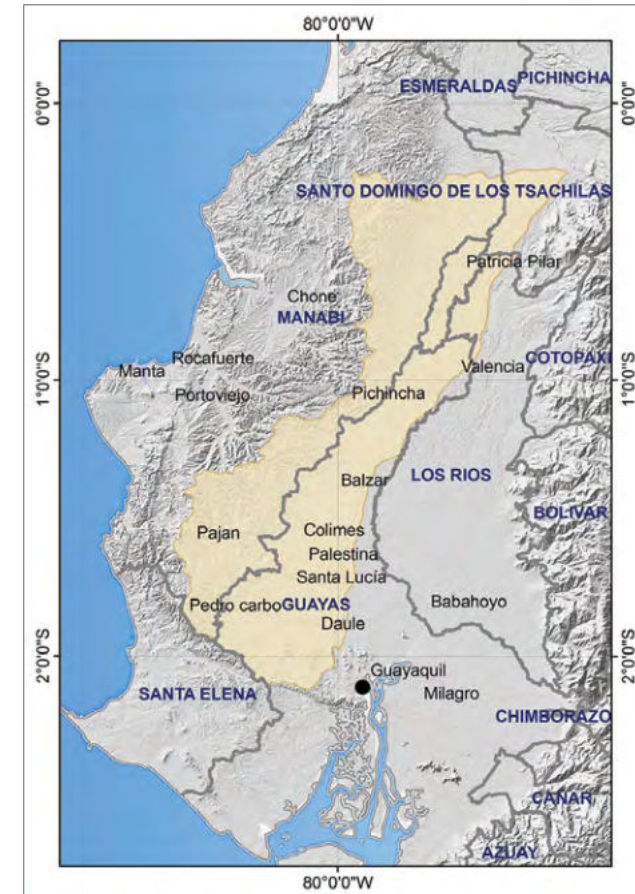 80°0'0"W
ESMERALDAS PICHINCHA
0°0'0" 0°0'0"
SANTO DOMINGO DE LOS TSACHILAS
Patricia Pilar
Chone
MANABI
Rocafuerte
Manta
Portoviejo
Valencia
COTOPAXI
1°0'0"S 1°0'0"S
Pichincha
Balzar
LOS RIOS
BOLIVAR
Pajan
Colimes
Palestina
Santa Lucía
Pedro carbo
GUAYAS
Babahoyo
Daule
2°0'0"S 2°0'0"S
Guayaquil
SANTA ELENA
Milagro
CHIMBORAZO
CAÑAR
AZUAY
80°0'0"W